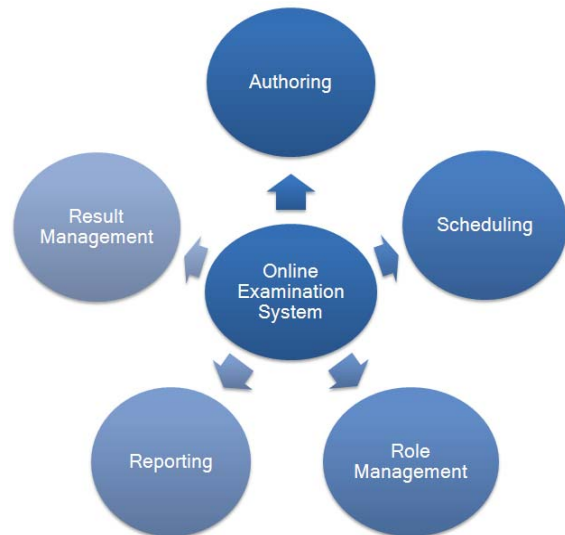 Authoring
Scheduling
Role
Management
Reporting
Result
Management
Online
Examination
System